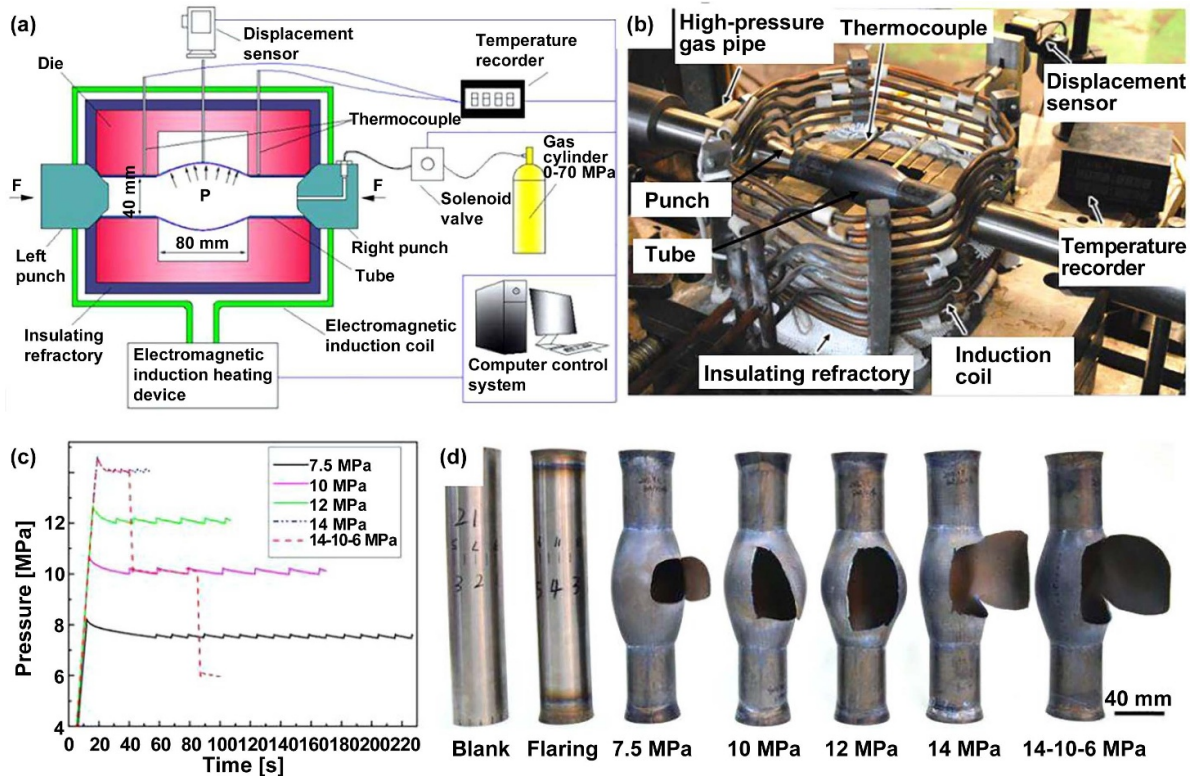 (a)
Displacement
sensor
Temperature
recorder
Die
Thermocouple
Gas
cylinder
0-70 MPa
F
P
F
40 mm
80 mm
Solenoid
valve
Left
punch
Right punch
Tube
Insulating
refractory
Electromagnetic
induction coil
Electromagnetic
induction heating
device
Computer control
system
(b)
High-pressure
gas pipe
Thermocouple
Displacement
sensor
Punch
Tube
Temperature
recorder
Insulating refractory
Induction
coil
(c)
7.5 MPa
10 MPa
12 MPa
14 MPa
14-10-6 MPa
Pressure [MPa]
12
10
8
6
4
0 20 40 60 80 100 120 140 160 180 200 220
Time [s]
(d)
21
32
543
40 mm
Blank Flaring 7.5 MPa 10 MPa 12 MPa 14 MPa 14-10-6 MPa